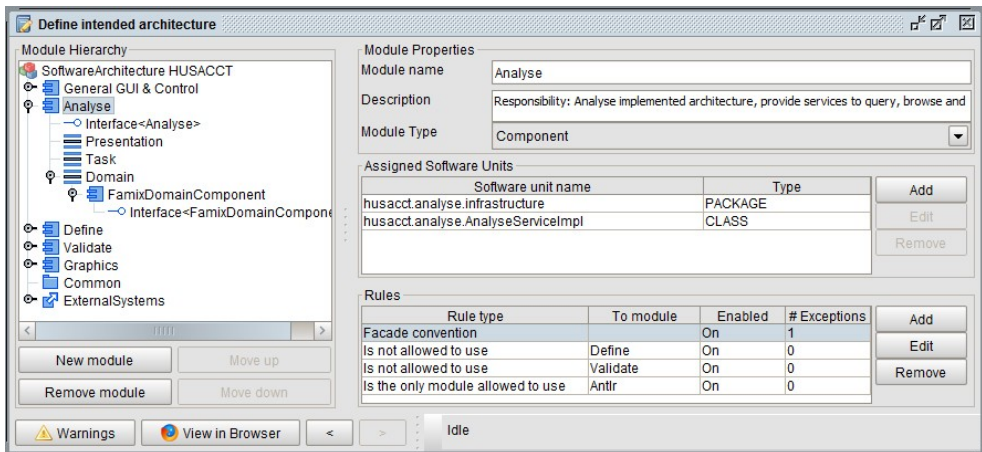 Define intended architecture
Module Hierarchy
SoftwareArchitecture HUSACCT
General GUI & Control
Analyse
Interface<Analyse>
Presentation
Task
Domain
FamixDomainComponent
Interface<FamixDomainCompone
Define
Validate
Graphics
Common
ExternalSystems
New module
Move up
Remove module
Move down
Module Properties
Module name
Analyse
Description
Responsibility: Analyse implemented architecture, provide services to query, browse and
Module Type
Component
Assigned Software Units
Software unit name Type
husacct.analyse.infrastructure PACKAGE
husacct.analyse.AnalyseServiceImpl CLASS
Add
Edit
Remove
Rules
Rule type To module Enabled # Exceptions
Facade convention On 1
Is not allowed to use Define On 0
Is not allowed to use Validate On 0
Is the only module allowed to use Antlr On 0
Add
Edit
Remove
Warnings View in Browser < > Idle